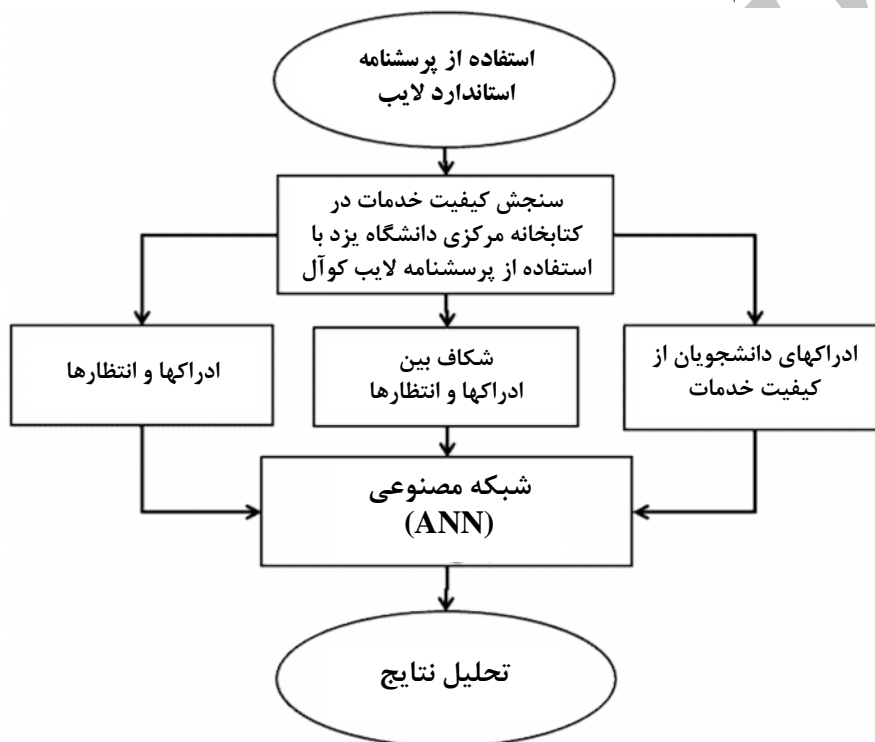 استفاده از پرسشنامه
استاندارد لایب
سنجش کیفیت خدمات در
کتابخانه مرکزی دانشگاه یزد با
استفاده از پرسشنامه لایب کوآل
ادراکهای دانشجویان از
کیفیت خدمات
شکاف بین
ادراکها و انتظارها
ادراکها و انتظارها
شبکه مصنوعی
(ANN)
تحلیل نتایج